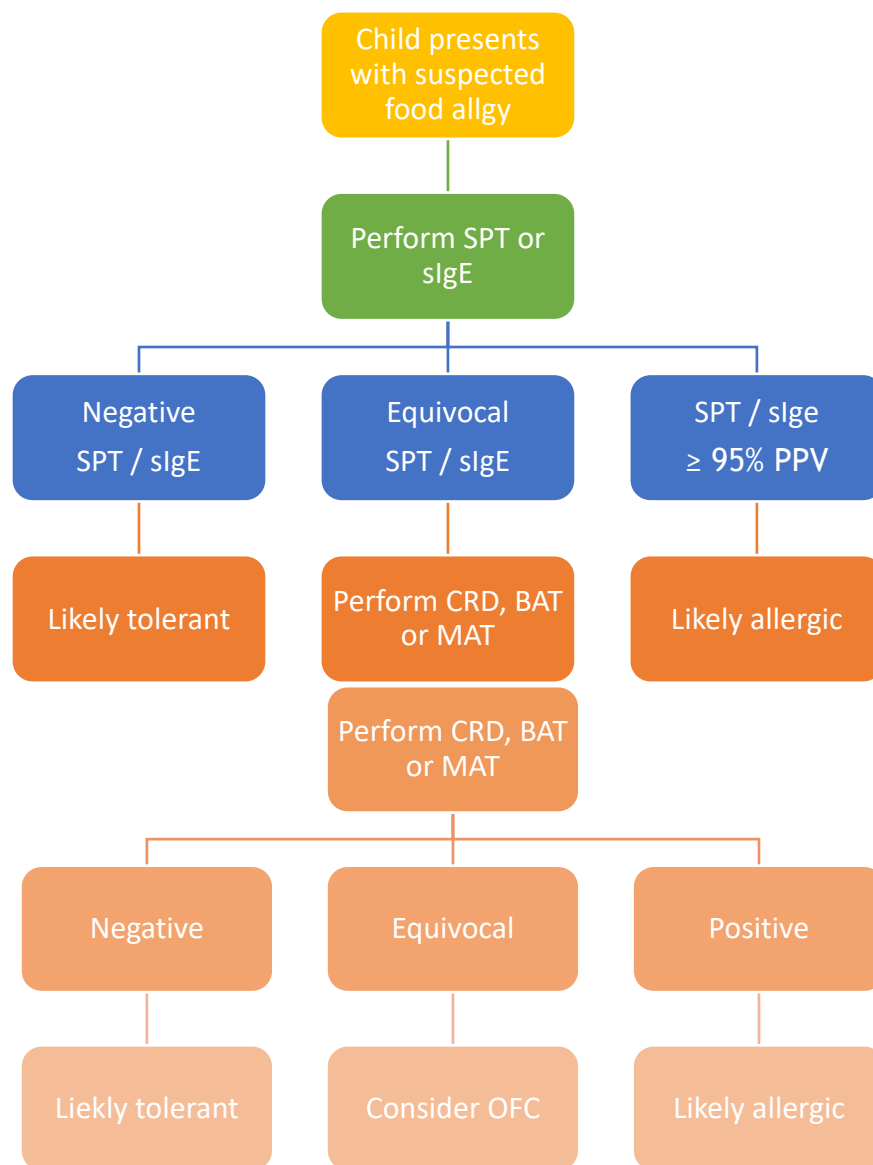 Child presents
with suspected
food allgy
Perform SPT or
sIgE
Negative
SPT / sIgE
Equivocal
SPT / sIgE
SPT / sIge
≥ 95% PPV
Likely tolerant
Perform CRD, BAT
or MAT
Likely allergic
Perform CRD, BAT
or MAT
Negative
Equivocal
Positive
Liekly tolerant
Consider OFC
Likely allergic